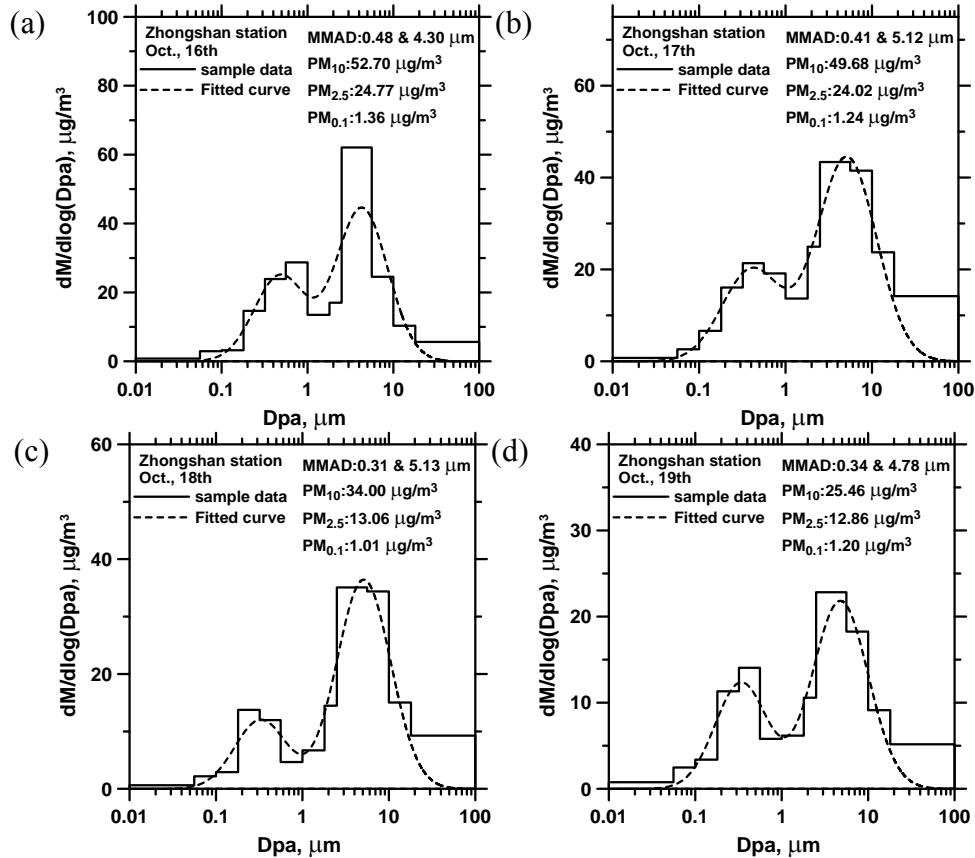 (a)
Zhongshan station
Oct., 16th
sample data
Fitted curve
MMAD:0.48 & 4.30 μm
PM10:52.70 μg/m3
PM2.5:24.77 μg/m3
PM0.1:1.36 μg/m3
100
80
60
40
20
0
dM/dlog(Dpa), μg/m3
0.01 0.1 1 10 100
Dpa, μm
(b)
Zhongshan station
Oct., 17th
sample data
Fitted curve
MMAD:0.41 & 5.12 μm
PM10:49.68 μg/m3
PM2.5:24.02 μg/m3
PM0.1:1.24 μg/m3
60
40
20
0
dM/dlog(Dpa), μg/m3
0.01 0.1 1 10 100
Dpa, μm
(c)
Zhongshan station
Oct., 18th
sample data
Fitted curve
MMAD:0.31 & 5.13 μm
PM10:34.00 μg/m3
PM2.5:13.06 μg/m3
PM0.1:1.01 μg/m3
60
40
20
0
dM/dlog(Dpa), μg/m3
0.01 0.1 1 10 100
Dpa, μm
(d)
Zhongshan station
Oct., 19th
sample data
Fitted curve
MMAD:0.34 & 4.78 μm
PM10:25.46 μg/m3
PM2.5:12.86 μg/m3
PM0.1:1.20 μg/m3
40
30
20
10
0
dM/dlog(Dpa), μg/m3
0.01 0.1 1 10 100
Dpa, μm